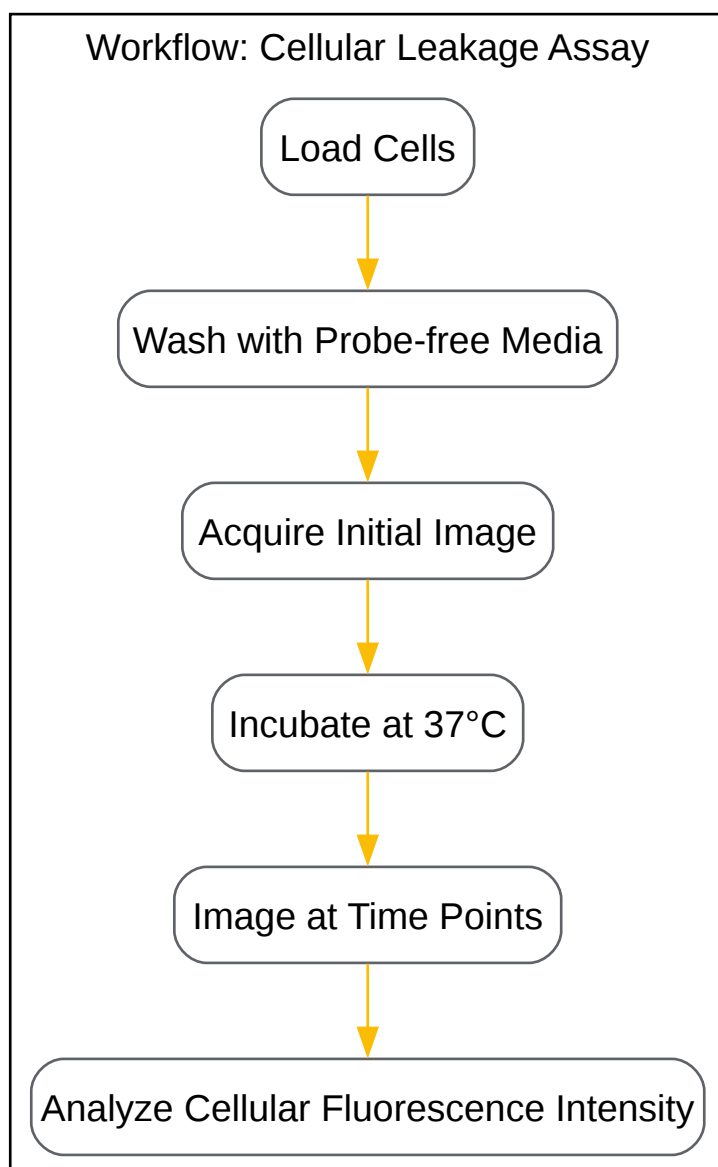 Workflow: Cellular Leakage Assay
Load Cells
Wash with Probe-free Media
Acquire Initial Image
Incubate at 37°C
Image at Time Points
Analyze Cellular Fluorescence Intensity